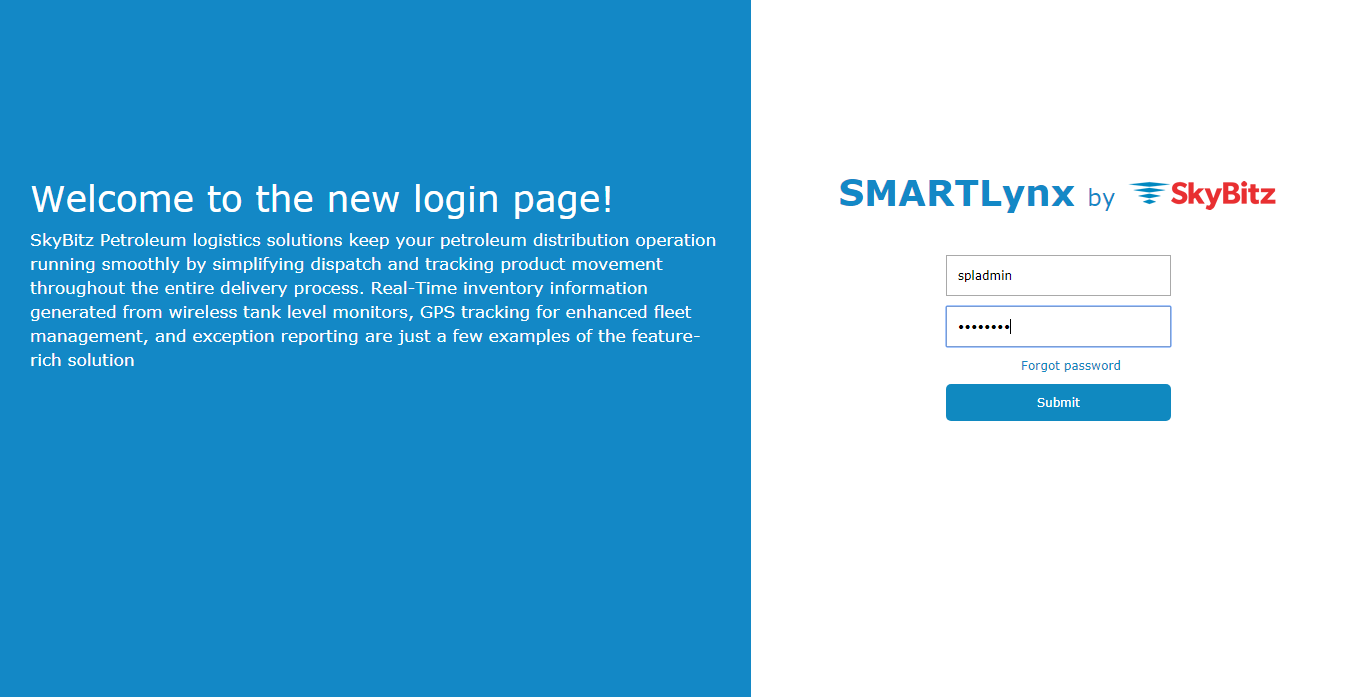 Welcome to the new login page!
SkyBitz Petroleum logistics solutions keep your petroleum distribution operation
running smoothly by simplifying dispatch and tracking product movement
throughout the entire delivery process. Real-Time inventory information
generated from wireless tank level monitors, GPS tracking for enhanced fleet
management, and exception reporting are just a few examples of the feature-
rich solution
SMARTLynx by SkyBitz
spladmin
••••••••
Forgot password
Submit